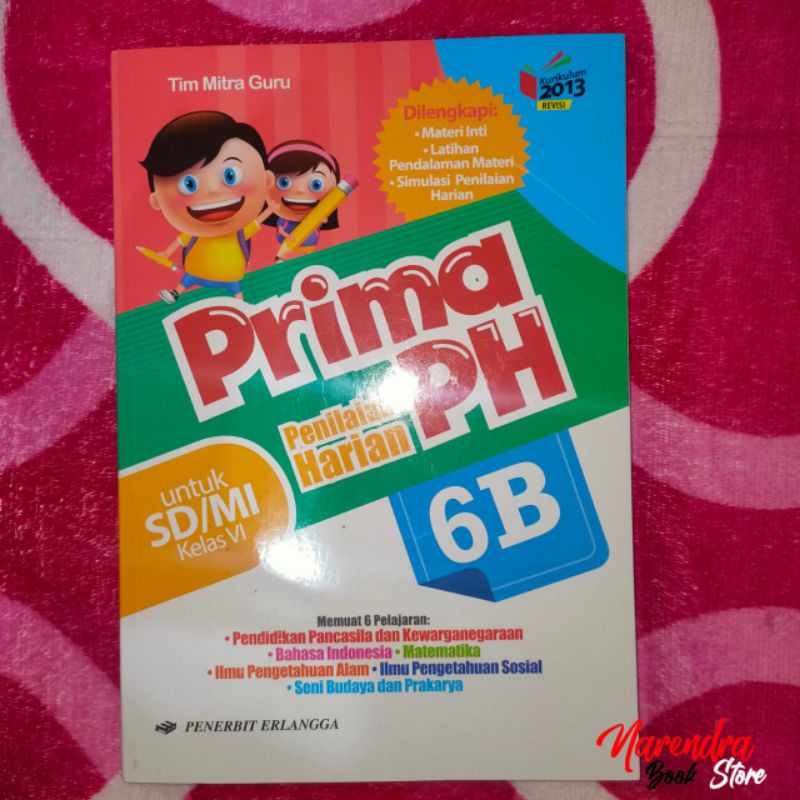 Tim Mitra Guru
Kurikulum
2013
REVISI
Dilengkapi:
• Materi Inti
• Latihan
Pendalaman Materi
• Simulasi Penilaian
Harian
Prima
PH
Penilaian
Harian
untuk
SD/MI
Kelas VI
6B
Memuat 6 Pelajaran:
• Pendidikan Pancasila dan Kewarganegaraan
• Bahasa Indonesia • Matematika
• Ilmu Pengetahuan Alam • Ilmu Pengetahuan Sosial
• Seni Budaya dan Prakarya
PENERBIT ERLANGGA
Narendra
Book Store